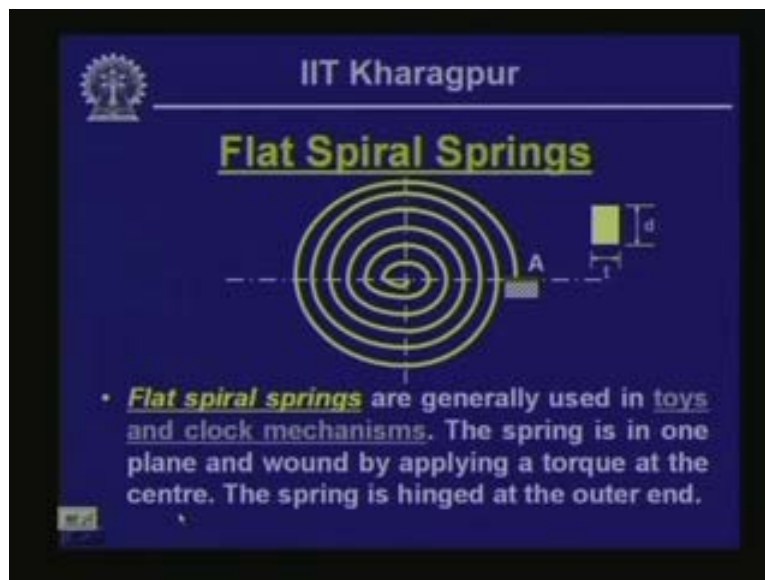 IIT Kharagpur
Flat Spiral Springs
d
A
t
• Flat spiral springs are generally used in toys
and clock mechanisms. The spring is in one
plane and wound by applying a torque at the
centre. The spring is hinged at the outer end.